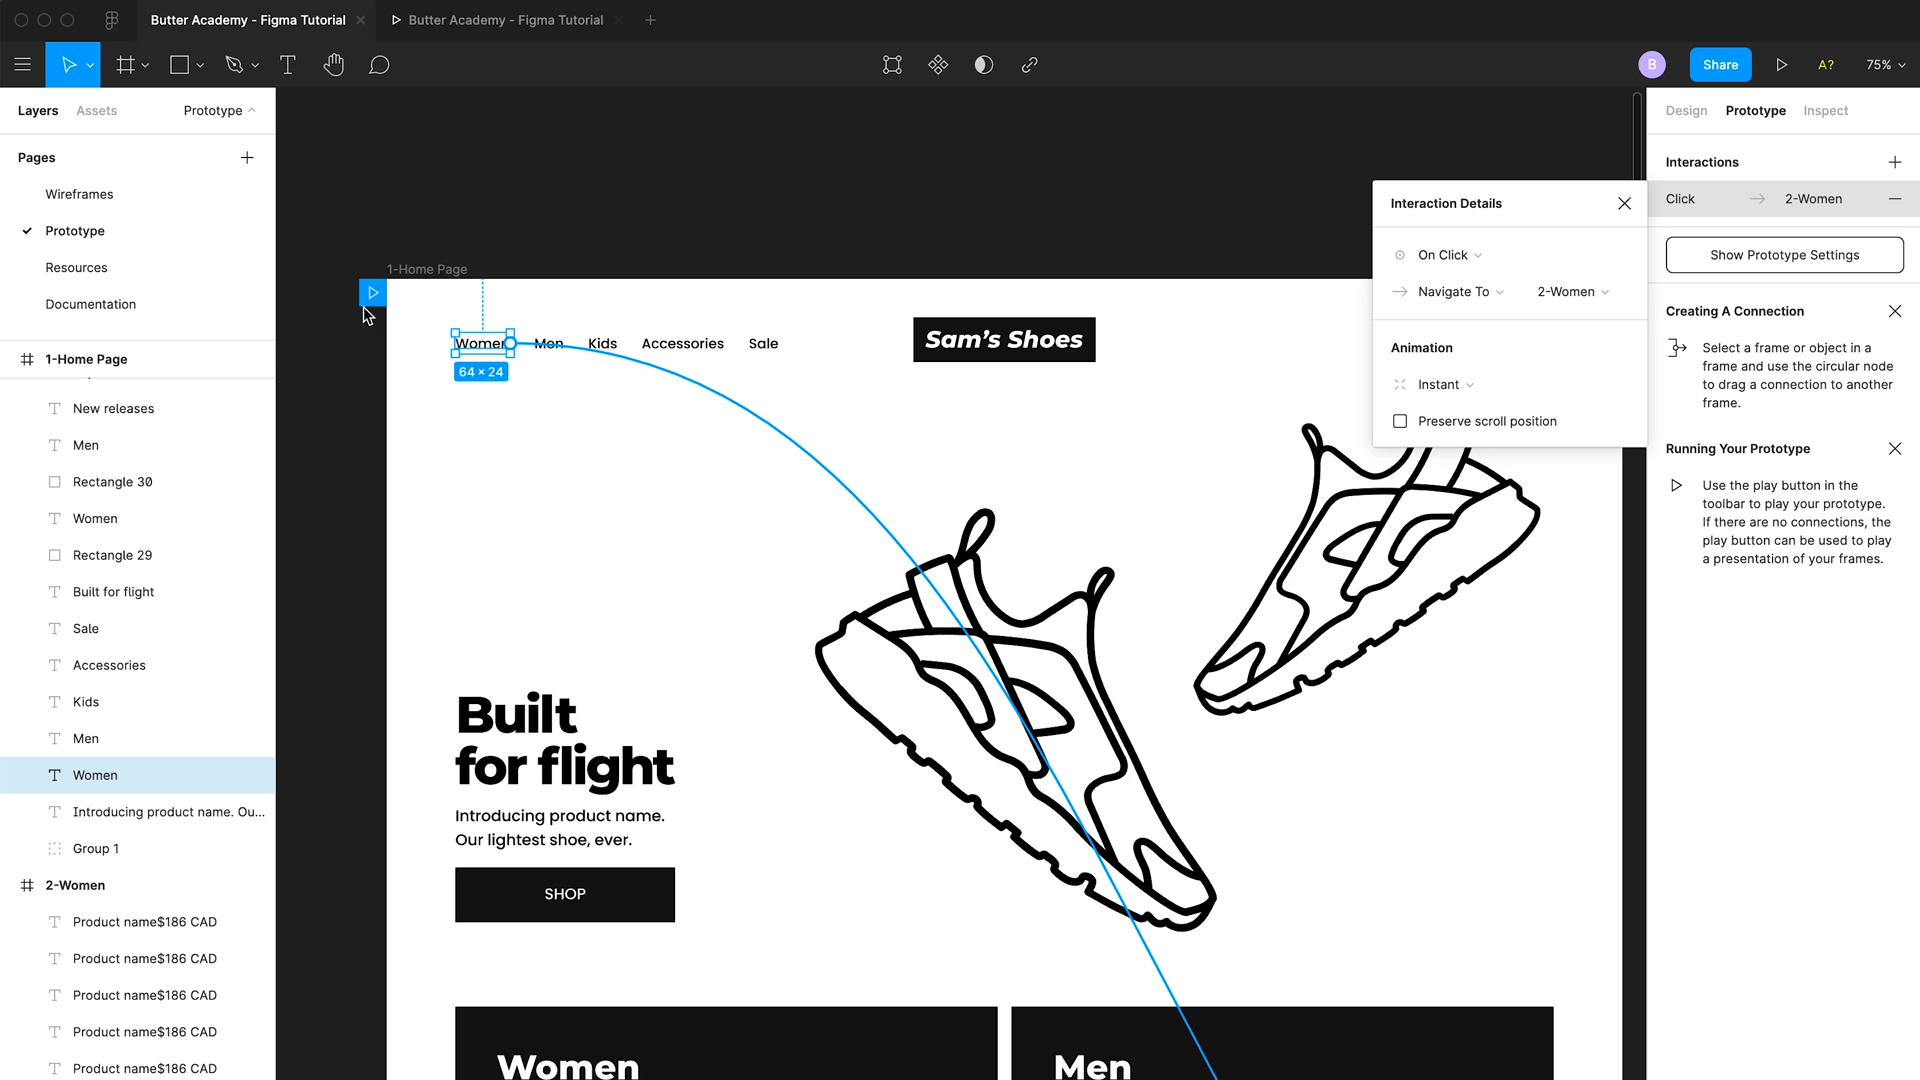 Butter Academy - Figma Tutorial
Butter Academy - Figma Tutorial
B
Share
A?
75%
Layers
Assets
Prototype
Pages
Wireframes
Prototype
Resources
Documentation
1-Home Page
New releases
Men
Rectangle 30
Women
Rectangle 29
Built for flight
Sale
Accessories
Kids
Men
Women
Introducing product name. Ou...
Group 1
2-Women
Product name$186 CAD
Product name$186 CAD
Product name$186 CAD
Product name$186 CAD
Product name$186 CAD
1-Home Page
Women
Men
Kids
Accessories
Sale
64 × 24
Sam's Shoes
Built
for flight
Introducing product name.
Our lightest shoe, ever.
SHOP
Women
Men
Interaction Details
On Click
Navigate To
2-Women
Animation
Instant
Preserve scroll position
Design
Prototype
Inspect
Interactions
Click
2-Women
Show Prototype Settings
Creating A Connection
Select a frame or object in a
frame and use the circular node
to drag a connection to another
frame.
Running Your Prototype
Use the play button in the
toolbar to play your prototype.
If there are no connections, the
play button can be used to play
a presentation of your frames.